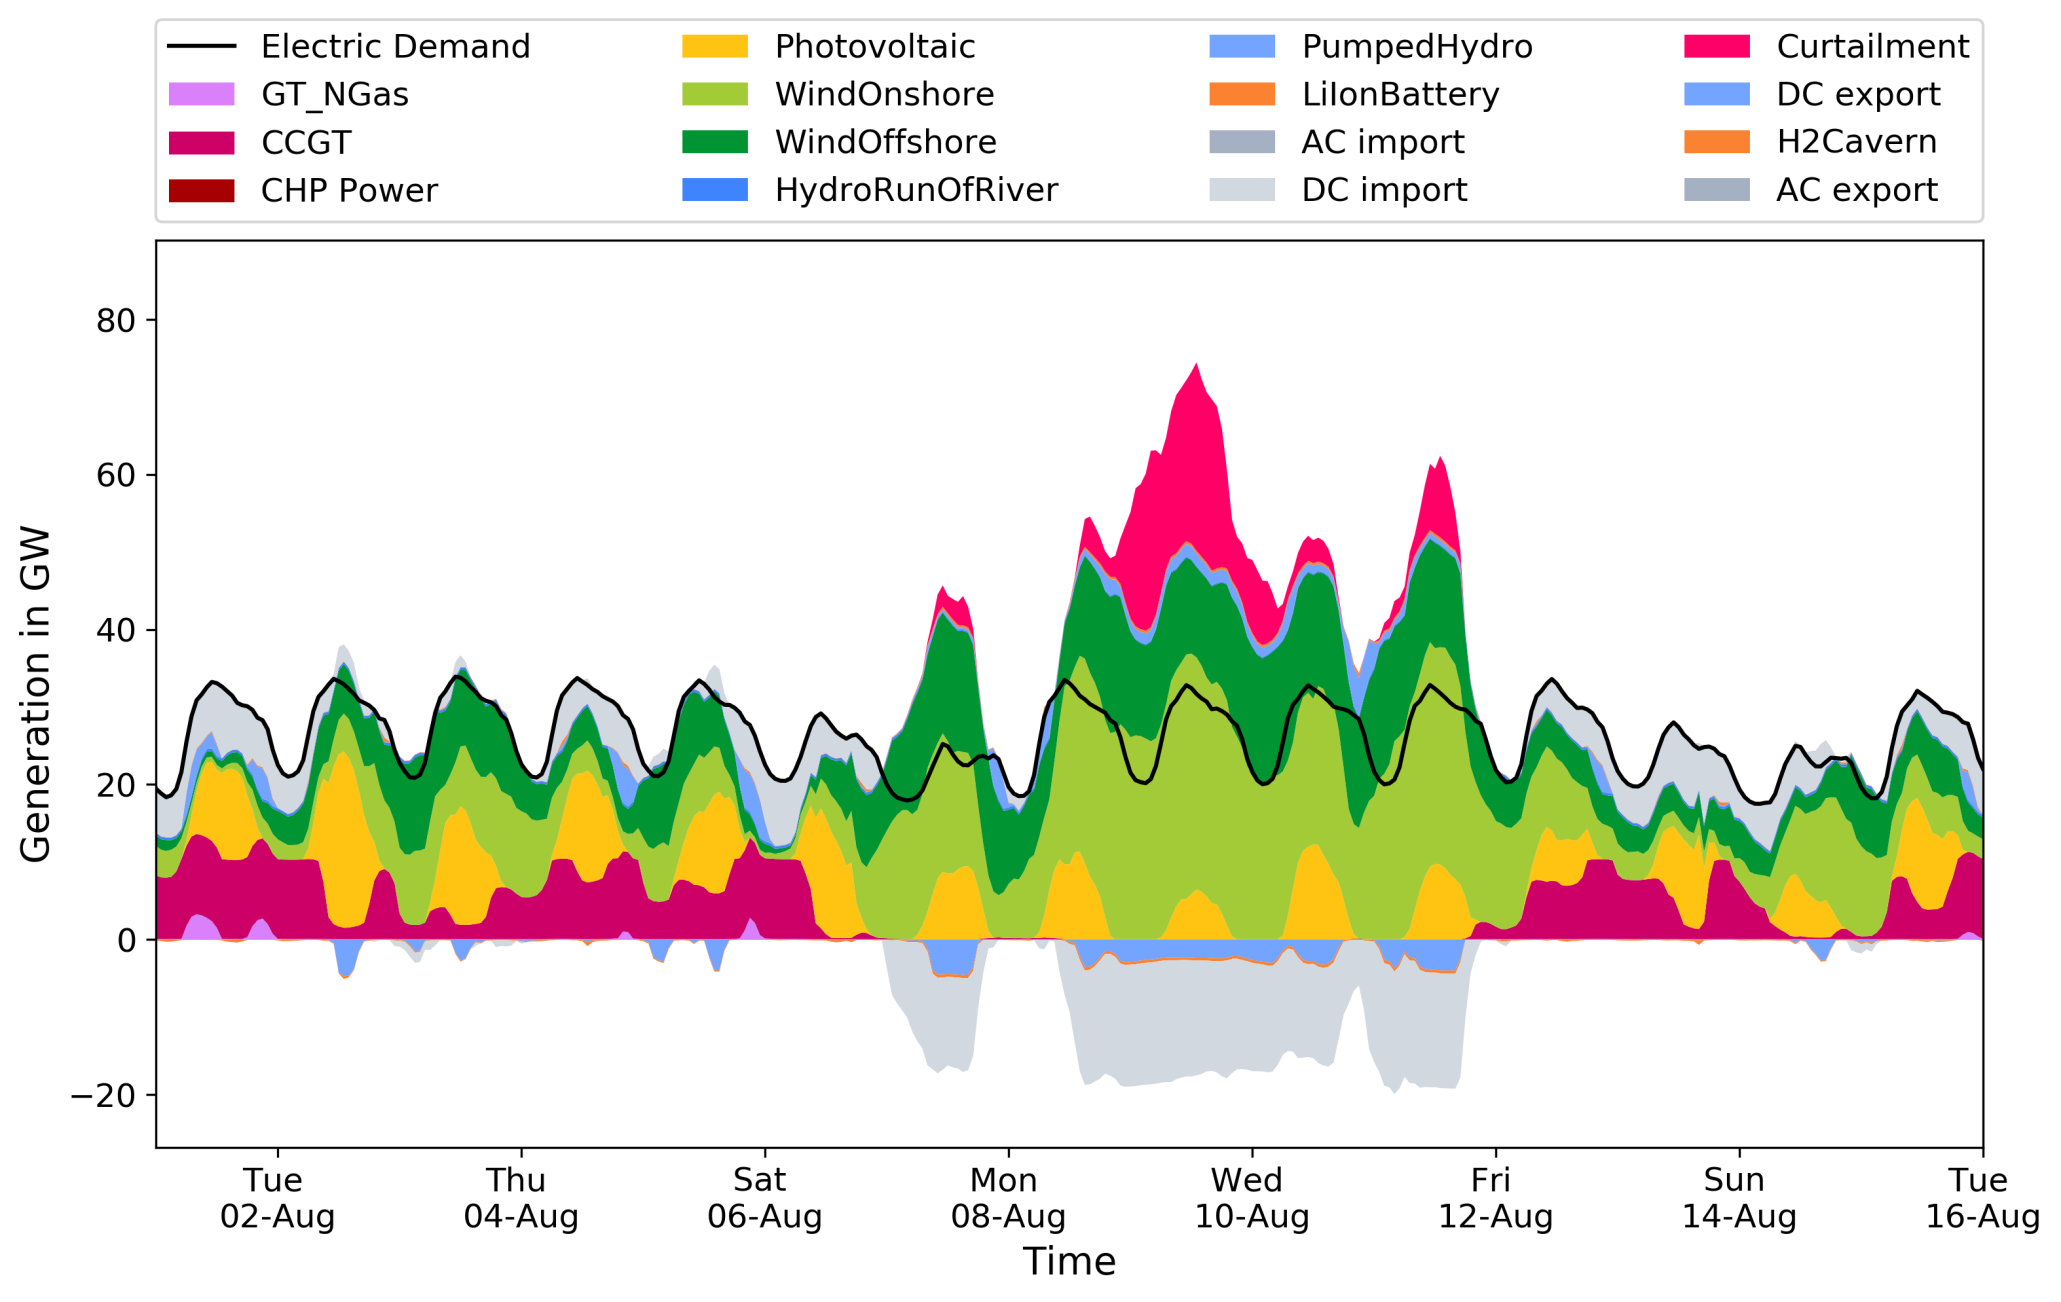 Electric Demand
GT_NGas
CCGT
CHP Power
Photovoltaic
WindOnshore
WindOffshore
HydroRunOfRiver
PumpedHydro
LiIonBattery
AC import
DC import
Curtailment
DC export
H2Cavern
AC export
Generation in GW
80
60
40
20
0
−20
Tue
02-Aug
Thu
04-Aug
Sat
06-Aug
Mon
08-Aug
Wed
10-Aug
Fri
12-Aug
Sun
14-Aug
Tue
16-Aug
Time